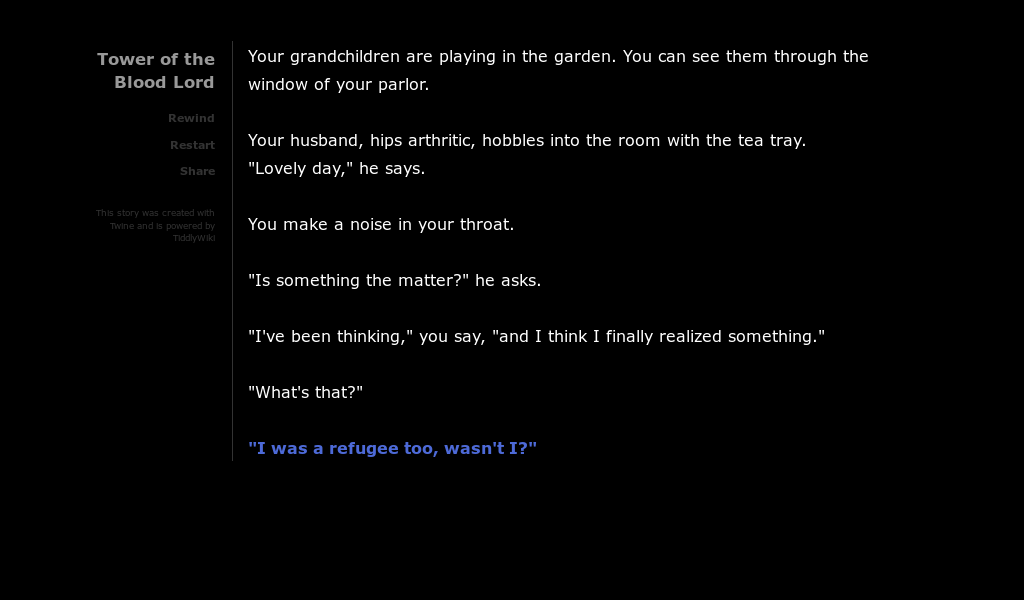 Tower of the
Blood Lord
Rewind
Restart
Share
This story was created with
Twine and is powered by
TiddlyWiki
Your grandchildren are playing in the garden. You can see them through the
window of your parlor.
Your husband, hips arthritic, hobbles into the room with the tea tray.
"Lovely day," he says.
You make a noise in your throat.
"Is something the matter?" he asks.
"I've been thinking," you say, "and I think I finally realized something."
"What's that?"
"I was a refugee too, wasn't I?"